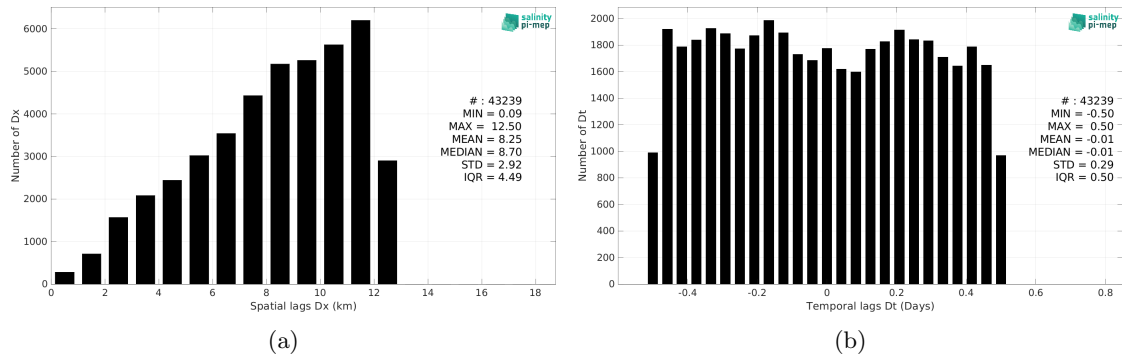 6000
5000
4000
3000
2000
1000
0
Number of Dx
salinity
pi-mep
# : 43239
MIN = 0.09
MAX = 12.50
MEAN = 8.25
MEDIAN = 8.70
STD = 2.92
IQR = 4.49
0 2 4 6 8 10 12 14 16 18
Spatial lags Dx (km)
(a)
2000
1800
1600
1400
1200
1000
800
600
400
200
0
Number of Dt
salinity
pi-mep
# : 43239
MIN = -0.50
MAX = 0.50
MEAN = -0.01
MEDIAN = -0.01
STD = 0.29
IQR = 0.50
-0.4 -0.2 0 0.2 0.4 0.6 0.8
Temporal lags Dt (Days)
(b)